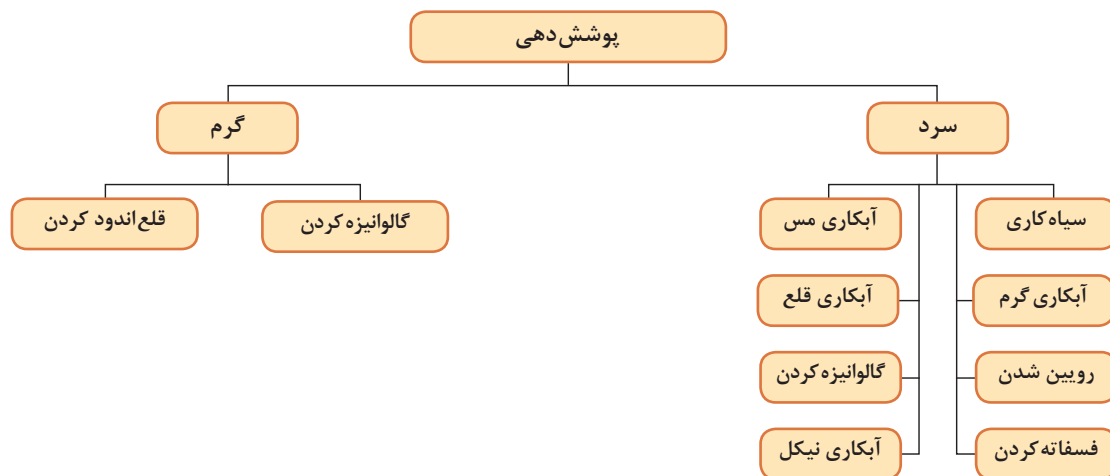 پوشش‌دهی
سرد
گرم
سیاه‌کاری
آبکاری مس
گالوانیزه کردن
قلع‌اندود کردن
آبکاری گرم
آبکاری قلع
رویین شدن
گالوانیزه کردن
فسفاته کردن
آبکاری نیکل